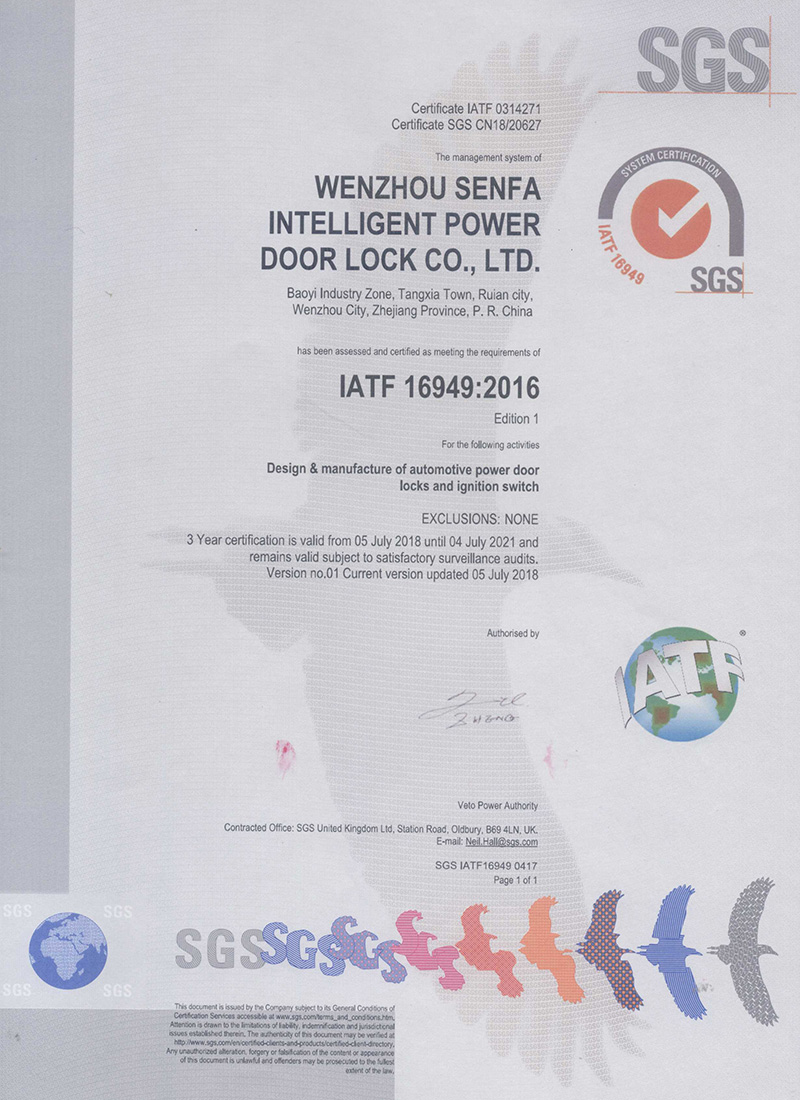 SGS
Certificate IATF 0314271
Certificate SGS CN18/20627
The management system of
WENZHOU SENFA
INTELLIGENT POWER
DOOR LOCK CO., LTD.
SYSTEM CERTIFICATION
IATF 16949
SGS
Baoyi Industry Zone, Tangxia Town, Ruian city,
Wenzhou City, Zhejiang Province, P. R. China
has been assessed and certified as meeting the requirements of
IATF 16949:2016
Edition 1
For the following activities
Design & manufacture of automotive power door
locks and ignition switch
EXCLUSIONS: NONE
3 Year certification is valid from 05 July 2018 until 04 July 2021 and
remains valid subject to satisfactory surveillance audits.
Version no.01 Current version updated 05 July 2018
Authorised by
IATF ®
ZHENG
Veto Power Authority
Contracted Office: SGS United Kingdom Ltd, Station Road, Oldbury, B69 4LN, UK.
E-mail: Neil.Hall@sgs.com
SGS IATF16949 0417
Page 1 of 1
SGS SGS
SGS SGS
SGS SGS SGS SGS
This document is issued by the Company subject to its General Conditions of
Certification Services accessible at www.sgs.com/terms_and_conditions.htm.
Attention is drawn to the limitations of liability, indemnification and jurisdictional
issues established therein. The authenticity of this document may be verified at
http://www.sgs.com/en/certified-clients-and-products/certified-client-directory.
Any unauthorized alteration, forgery or falsification of the content or appearance
of this document is unlawful and offenders may be prosecuted to the fullest
extent of the law.